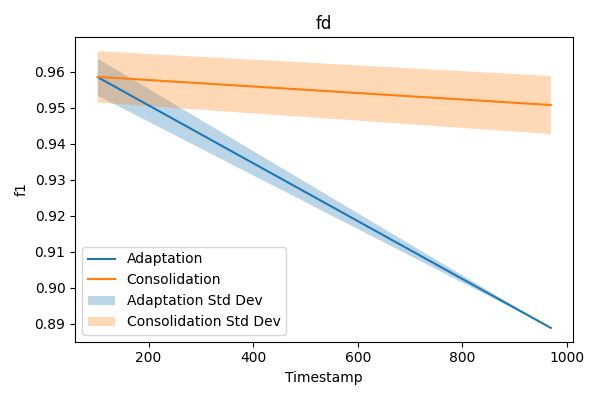 fd
f1
0.96
0.95
0.94
0.93
0.92
0.91
0.90
0.89
Adaptation
Consolidation
Adaptation Std Dev
Consolidation Std Dev
200
400
600
800
1000
Timestamp